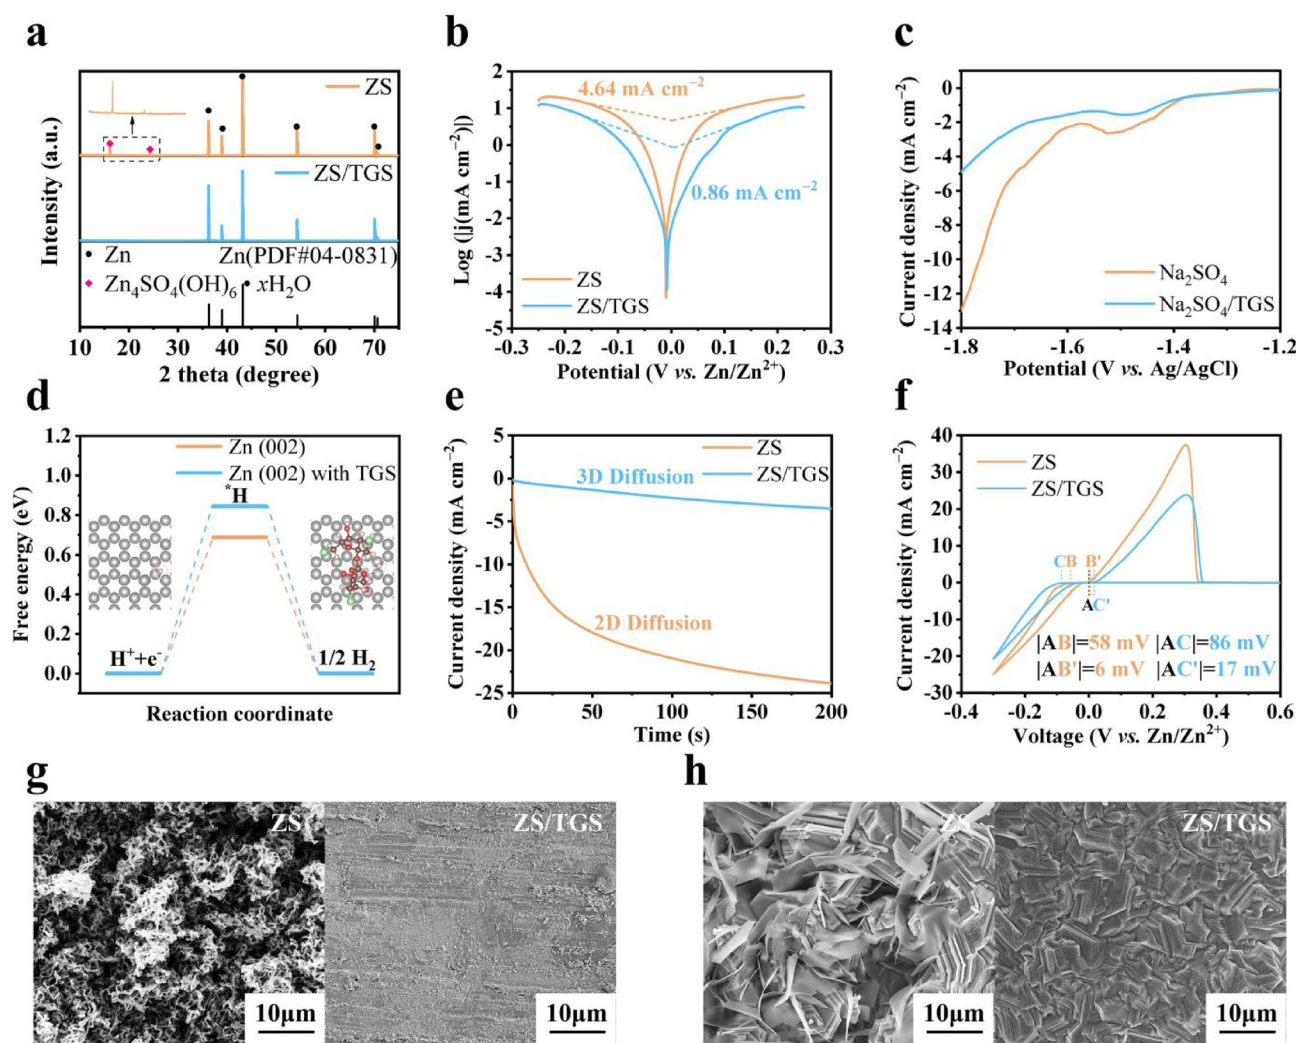 a
Intensity (a.u.)
ZS
ZS/TGS
Zn
Zn(PDF#04-0831)
Zn₄SO₄(OH)₆ • xH₂O
10 20 30 40 50 60 70
2 theta (degree)
b
Log (|j(mA cm⁻²)|)
2
1
0
-1
-2
-3
-4
-5
4.64 mA cm⁻²
0.86 mA cm⁻²
ZS
ZS/TGS
-0.3 -0.2 -0.1 0.0 0.1 0.2 0.3
Potential (V vs. Zn/Zn²⁺)
c
Current density (mA cm⁻²)
0
-2
-4
-6
-8
-10
-12
-14
Na₂SO₄
Na₂SO₄/TGS
-1.8 -1.6 -1.4 -1.2
Potential (V vs. Ag/AgCl)
d
Free energy (eV)
1.2
1.0
0.8
0.6
0.4
0.2
0.0
Zn (002)
Zn (002) with TGS
*H
H⁺+e⁻
1/2 H₂
Reaction coordinate
e
Current density (mA cm⁻²)
5
0
-5
-10
-15
-20
-25
ZS
ZS/TGS
3D Diffusion
2D Diffusion
0 50 100 150 200
Time (s)
f
Current density (mA cm⁻²)
40
30
20
10
0
-10
-20
-30
ZS
ZS/TGS
CB B'
A C'
|AB|=58 mV |AC|=86 mV
|AB'|=6 mV |AC'|=17 mV
-0.4 -0.2 0.0 0.2 0.4 0.6
Voltage (V vs. Zn/Zn²⁺)
g
ZS
10μm
ZS/TGS
10μm
h
ZS
10μm
ZS/TGS
10μm